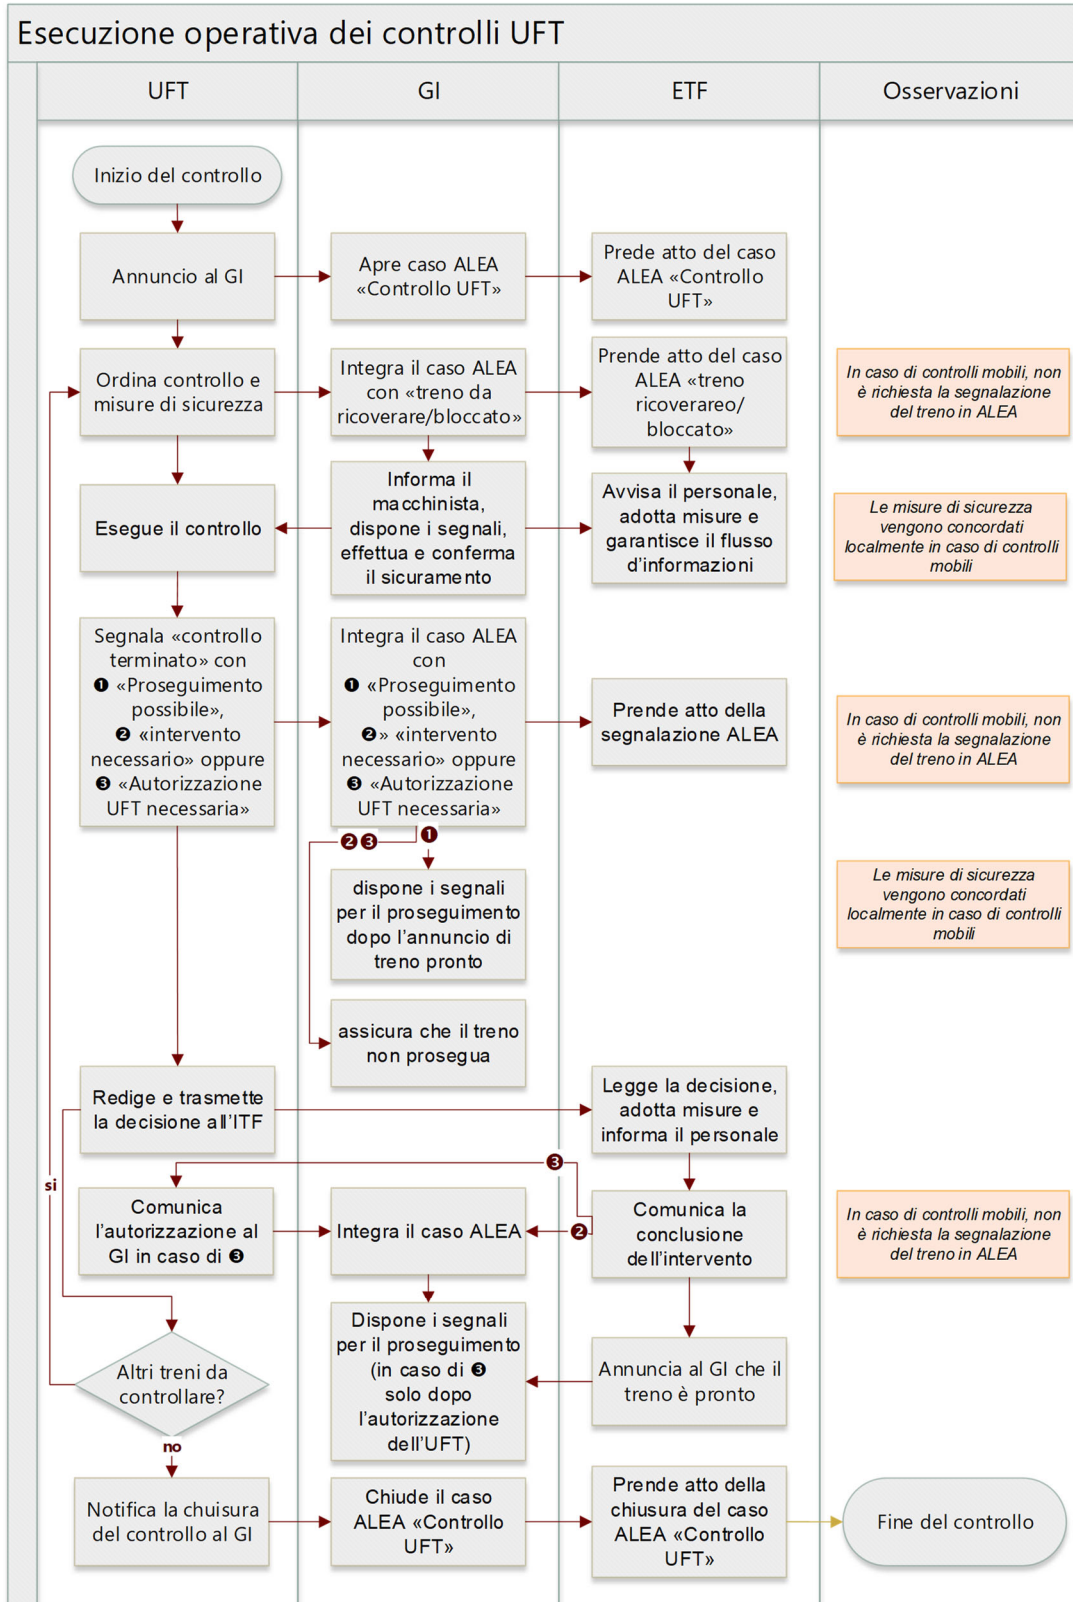 Esecuzione operativa dei controlli UFT
UFT
GI
ETF
Osservazioni
Inizio del controllo
Annuncio al GI
Apre caso ALEA
«Controllo UFT»
Prede atto del caso
ALEA «Controllo
UFT»
Ordina controllo e
misure di sicurezza
Integra il caso ALEA
con «treno da
ricoverare/bloccato»
Prende atto del caso
ALEA «treno
ricoverareo/
bloccato»
In caso di controlli mobili, non
è richiesta la segnalazione
del treno in ALEA
Esegue il controllo
Informa il
macchinista,
dispone i segnali,
effettua e conferma
il sicuramento
Avvisa il personale,
adotta misure e
garantisce il flusso
d'informazioni
Le misure di sicurezza
vengono concordati
localmente in caso di controlli
mobili
Segnala «controllo
terminato» con
❶ «Proseguimento
possibile»,
❷ «intervento
necessario» oppure
❸ «Autorizzazione
UFT necessaria»
Integra il caso ALEA
con
❶ «Proseguimento
possibile»,
❷» «intervento
necessario» oppure
❸ «Autorizzazione
UFT necessaria»
Prende atto della
segnalazione ALEA
In caso di controlli mobili, non
è richiesta la segnalazione
del treno in ALEA
❷❸
❶
dispone i segnali
per il proseguimento
dopo l'annuncio di
treno pronto
Le misure di sicurezza
vengono concordati
localmente in caso di controlli
mobili
assicura che il treno
non prosegua
Redige e trasmette
la decisione all'ITF
Legge la decisione,
adotta misure e
informa il personale
❸
si
Comunica
l'autorizzazione al
GI in caso di ❸
Integra il caso ALEA
❷
Comunica la
conclusione
dell'intervento
In caso di controlli mobili, non
è richiesta la segnalazione
del treno in ALEA
Dispone i segnali
per il proseguimento
(in caso di ❸
solo dopo
l'autorizzazione
dell'UFT)
Annuncia al GI che il
treno è pronto
Altri treni da
controllare?
no
Notifica la chuisura
del controllo al GI
Chiude il caso
ALEA «Controllo
UFT»
Prende atto della
chiusura del caso
ALEA «Controllo
UFT»
Fine del controllo